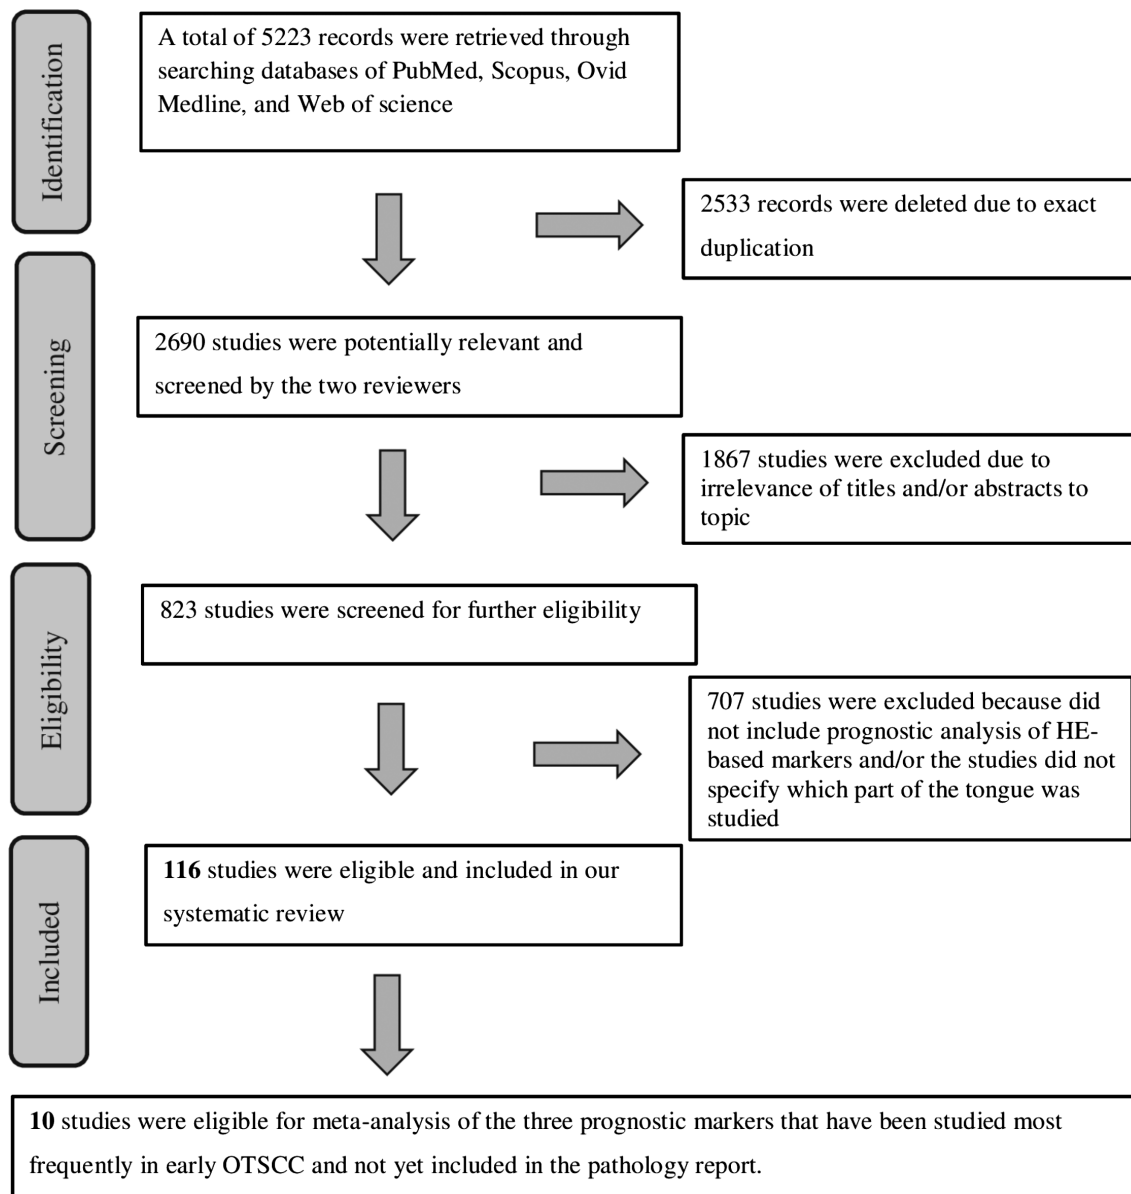 Identification
A total of 5223 records were retrieved through
searching databases of PubMed, Scopus, Ovid
Medline, and Web of science
2533 records were deleted due to exact
duplication
Screening
2690 studies were potentially relevant and
screened by the two reviewers
1867 studies were excluded due to
irrelevance of titles and/or abstracts to
topic
Eligibility
823 studies were screened for further eligibility
707 studies were excluded because did
not include prognostic analysis of HE-
based markers and/or the studies did not
specify which part of the tongue was
studied
Included
116 studies were eligible and included in our
systematic review
10 studies were eligible for meta-analysis of the three prognostic markers that have been studied most
frequently in early OTSCC and not yet included in the pathology report.